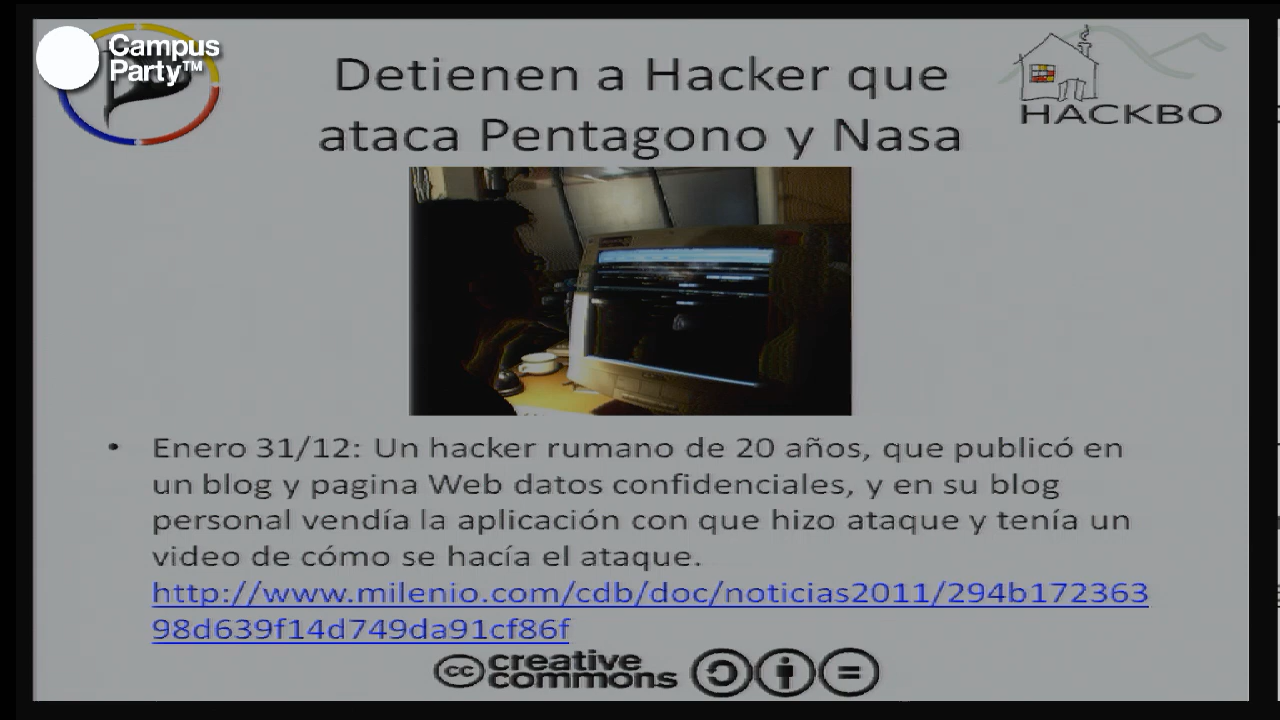 Campus
Party™
HACKBO
Detienen a Hacker que
ataca Pentagono y Nasa
• Enero 31/12: Un hacker rumano de 20 años, que publicó en
un blog y pagina Web datos confidenciales, y en su blog
personal vendía la aplicación con que hizo ataque y tenía un
video de cómo se hacía el ataque.
http://www.milenio.com/cdb/doc/noticias2011/294b172363
98d639f14d749da91cf86f
cc creative
commons